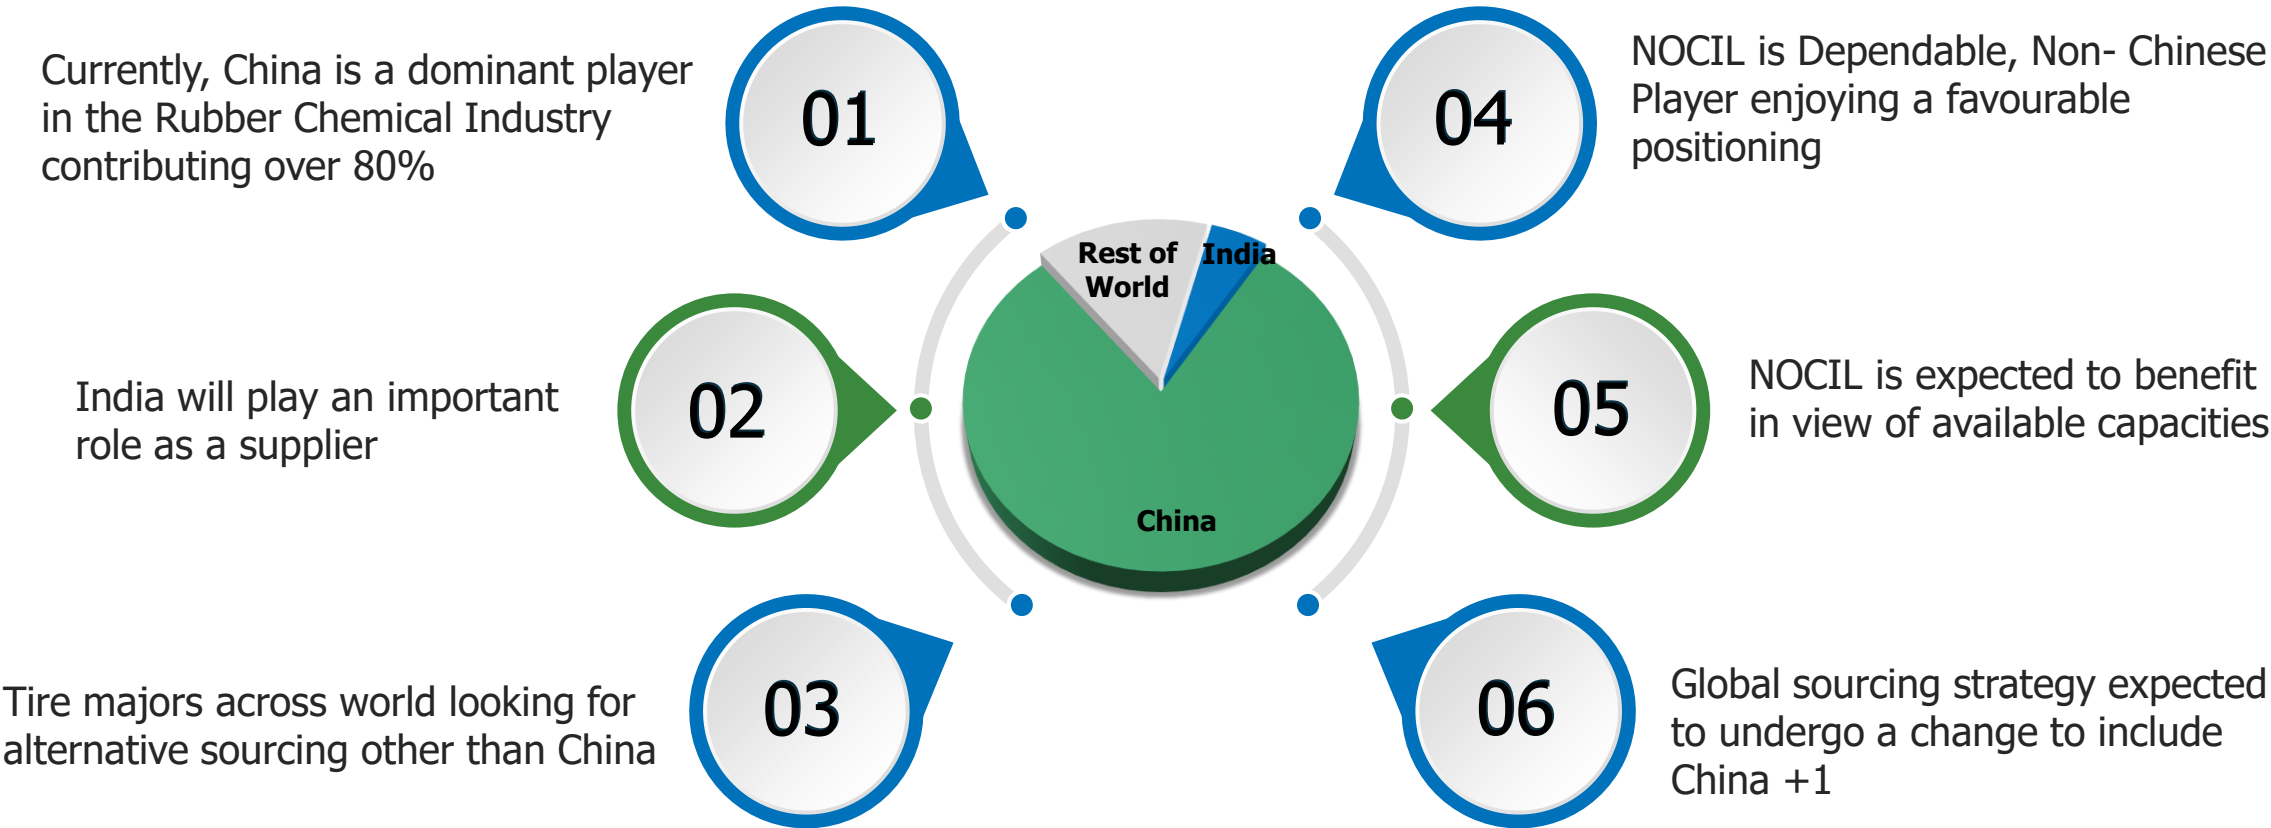 Currently, China is a dominant player
in the Rubber Chemical Industry
contributing over 80%
01
India will play an important
role as a supplier
02
Tire majors across world looking for
alternative sourcing other than China
03
Rest of
World
India
China
04
NOCIL is Dependable, Non- Chinese
Player enjoying a favourable
positioning
05
NOCIL is expected to benefit
in view of available capacities
06
Global sourcing strategy expected
to undergo a change to include
China +1